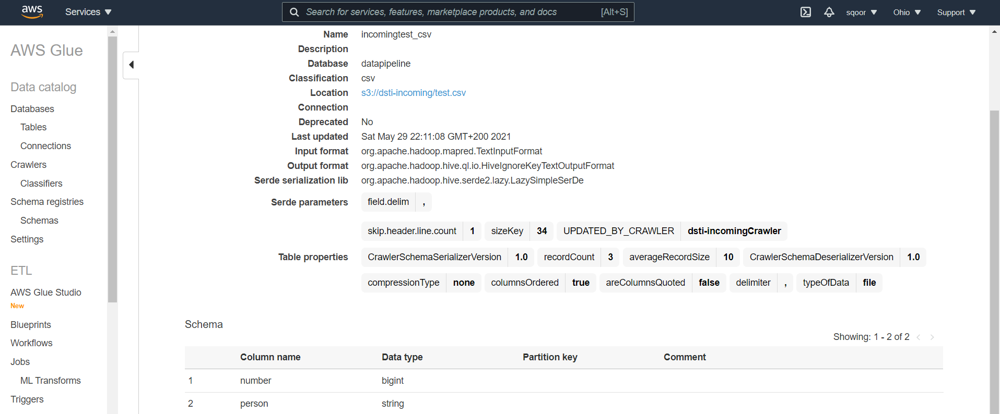 aws Services Search for services, features, marketplace products, and docs [Alt+S] sqoor Ohio Support
AWS Glue
Data catalog
Databases
Tables
Connections
Crawlers
Classifiers
Schema registries
Schemas
Settings
ETL
AWS Glue Studio
New
Blueprints
Workflows
Jobs
ML Transforms
Triggers
Name incomingtest_csv
Description
Database datapipeline
Classification csv
Location s3://dsti-incoming/test.csv
Connection
Deprecated No
Last updated Sat May 29 22:11:08 GMT+200 2021
Input format org.apache.hadoop.mapred.TextInputFormat
Output format org.apache.hadoop.hive.ql.io.HiveIgnoreKeyTextOutputFormat
Serde serialization lib org.apache.hadoop.hive.serde2.lazy.LazySimpleSerDe
Serde parameters field.delim ,
skip.header.line.count 1 sizeKey 34 UPDATED_BY_CRAWLER dsti-incomingCrawler
Table properties CrawlerSchemaSerializerVersion 1.0 recordCount 3 averageRecordSize 10 CrawlerSchemaDeserializerVersion 1.0
compressionType none columnsOrdered true areColumnsQuoted false delimiter , typeOfData file
Schema
Showing: 1 - 2 of 2 < >
Column name Data type Partition key Comment
1 number bigint
2 person string